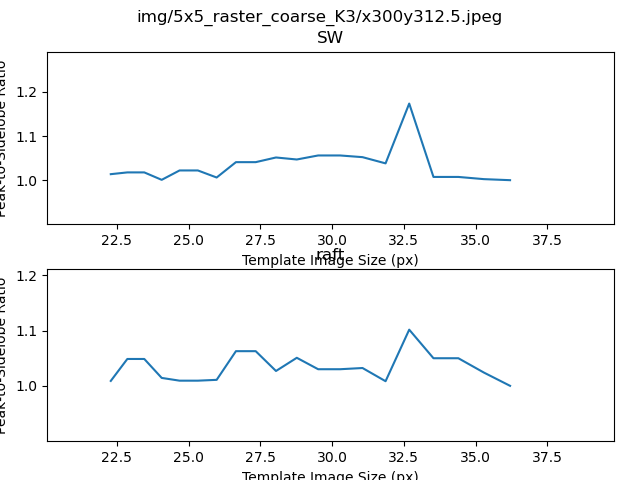 img/5x5_raster_coarse_K3/x300y312.5.jpeg
SW
Peak-to-Sidelobe Ratio
1.2
1.1
1.0
22.5 25.0 27.5 30.0 32.5 35.0 37.5
Template Image Size (px)
raft
Peak-to-Sidelobe Ratio
1.2
1.1
1.0
22.5 25.0 27.5 30.0 32.5 35.0 37.5
Template Image Size (px)